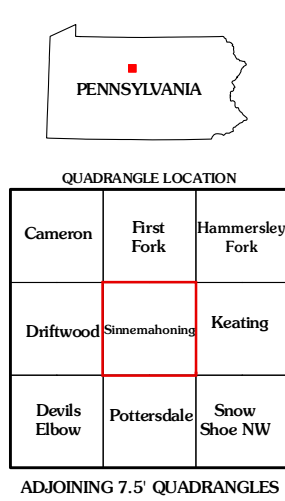 PENNSYLVANIA
QUADRANGLE LOCATION
Cameron
First
Fork
Hammersley
Fork
Driftwood
Sinnemahoning
Keating
Devils
Elbow
Pottersdale
Snow
Shoe NW
ADJOINING 7.5' QUADRANGLES